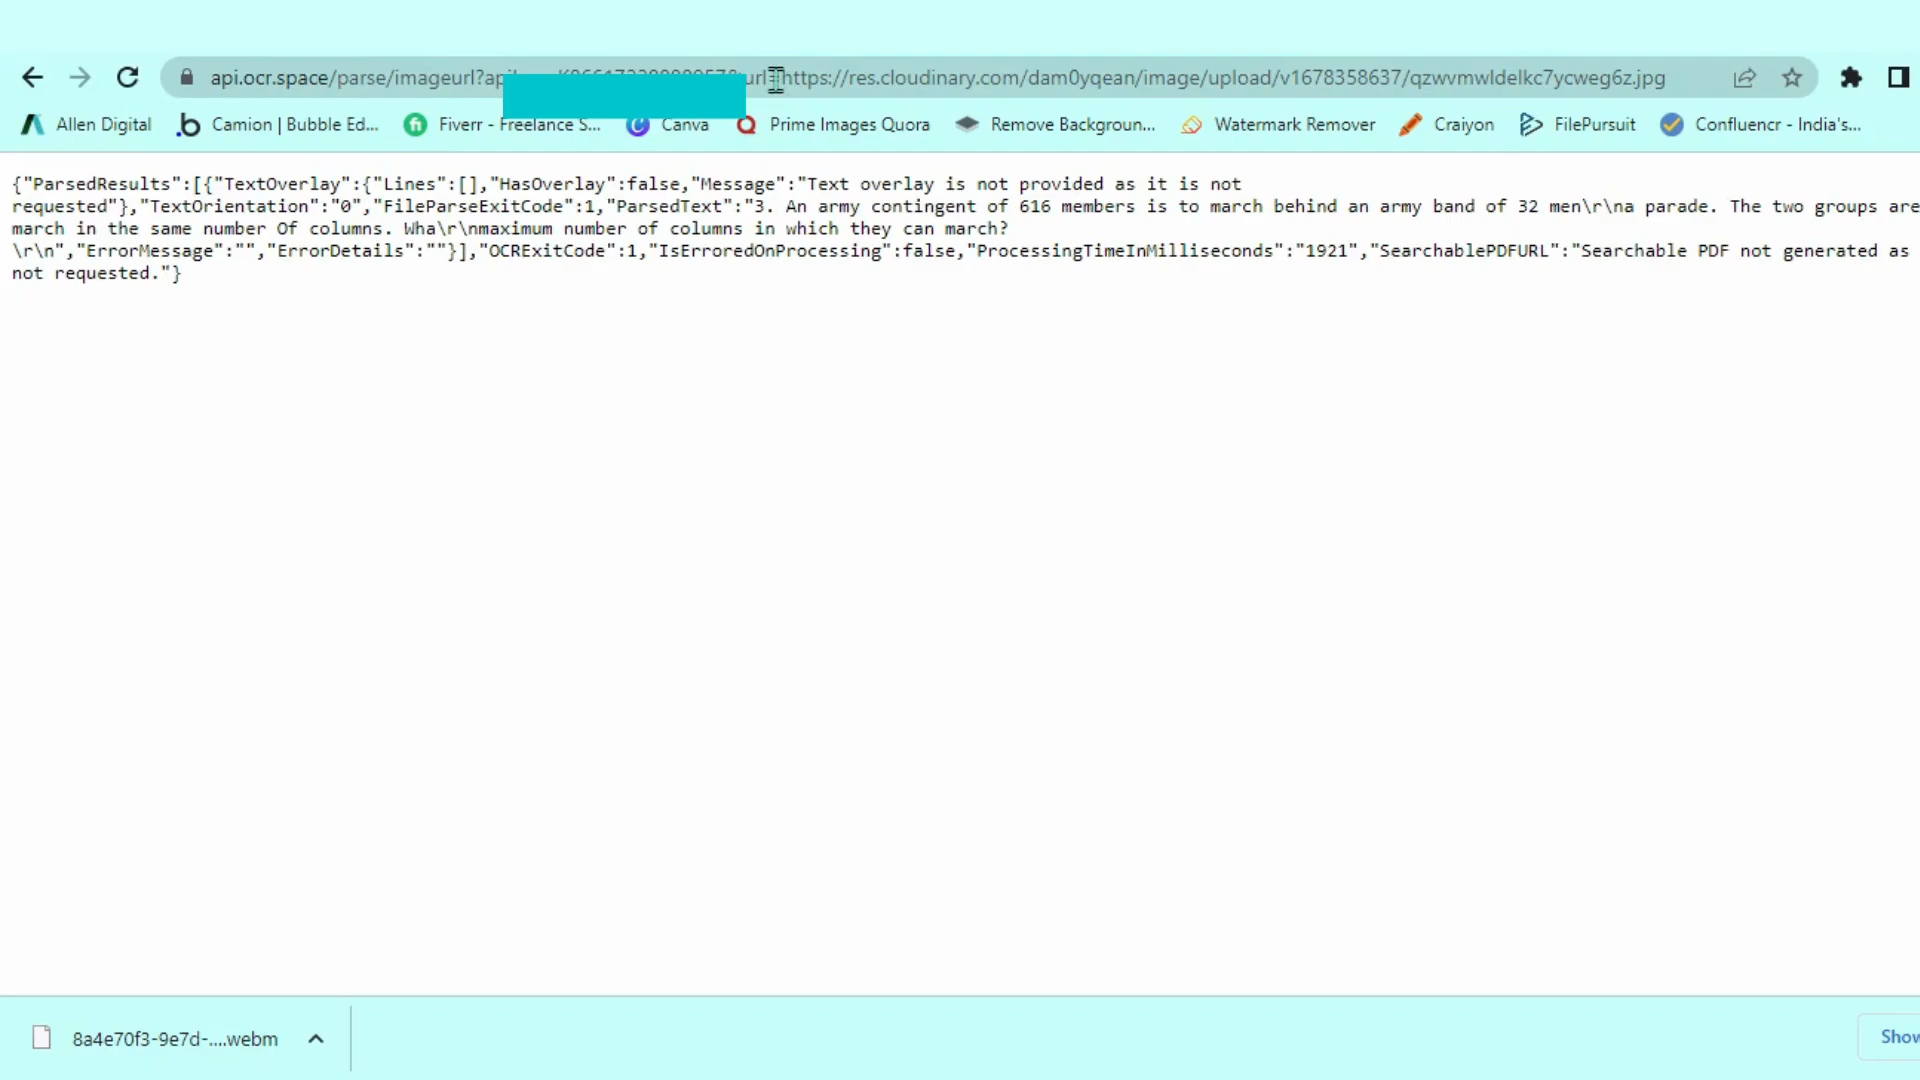 api.ocr.space/parse/imageurl?api url=https://res.cloudinary.com/dam0yqean/image/upload/v1678358637/qzwvmwldelkc7ycweg6z.jpg
Allen Digital Camion | Bubble Ed... Fiverr - Freelance S... Canva Prime Images Quora Remove Backgroun... Watermark Remover Craiyon FilePursuit Confluencr - India's...
{"ParsedResults":[{"TextOverlay":{"Lines":[],"HasOverlay":false,"Message":"Text overlay is not provided as it is not
requested"},"TextOrientation":"0","FileParseExitCode":1,"ParsedText":"3. An army contingent of 616 members is to march behind an army band of 32 men\r\na parade. The two groups are
march in the same number Of columns. Wha\r\nmaximum number of columns in which they can march?
\r\n","ErrorMessage":"","ErrorDetails":""}],"OCRExitCode":1,"IsErroredOnProcessing":false,"ProcessingTimeInMilliseconds":"1921","SearchablePDFURL":"Searchable PDF not generated as
not requested."}
8a4e70f3-9e7d-....webm
Show